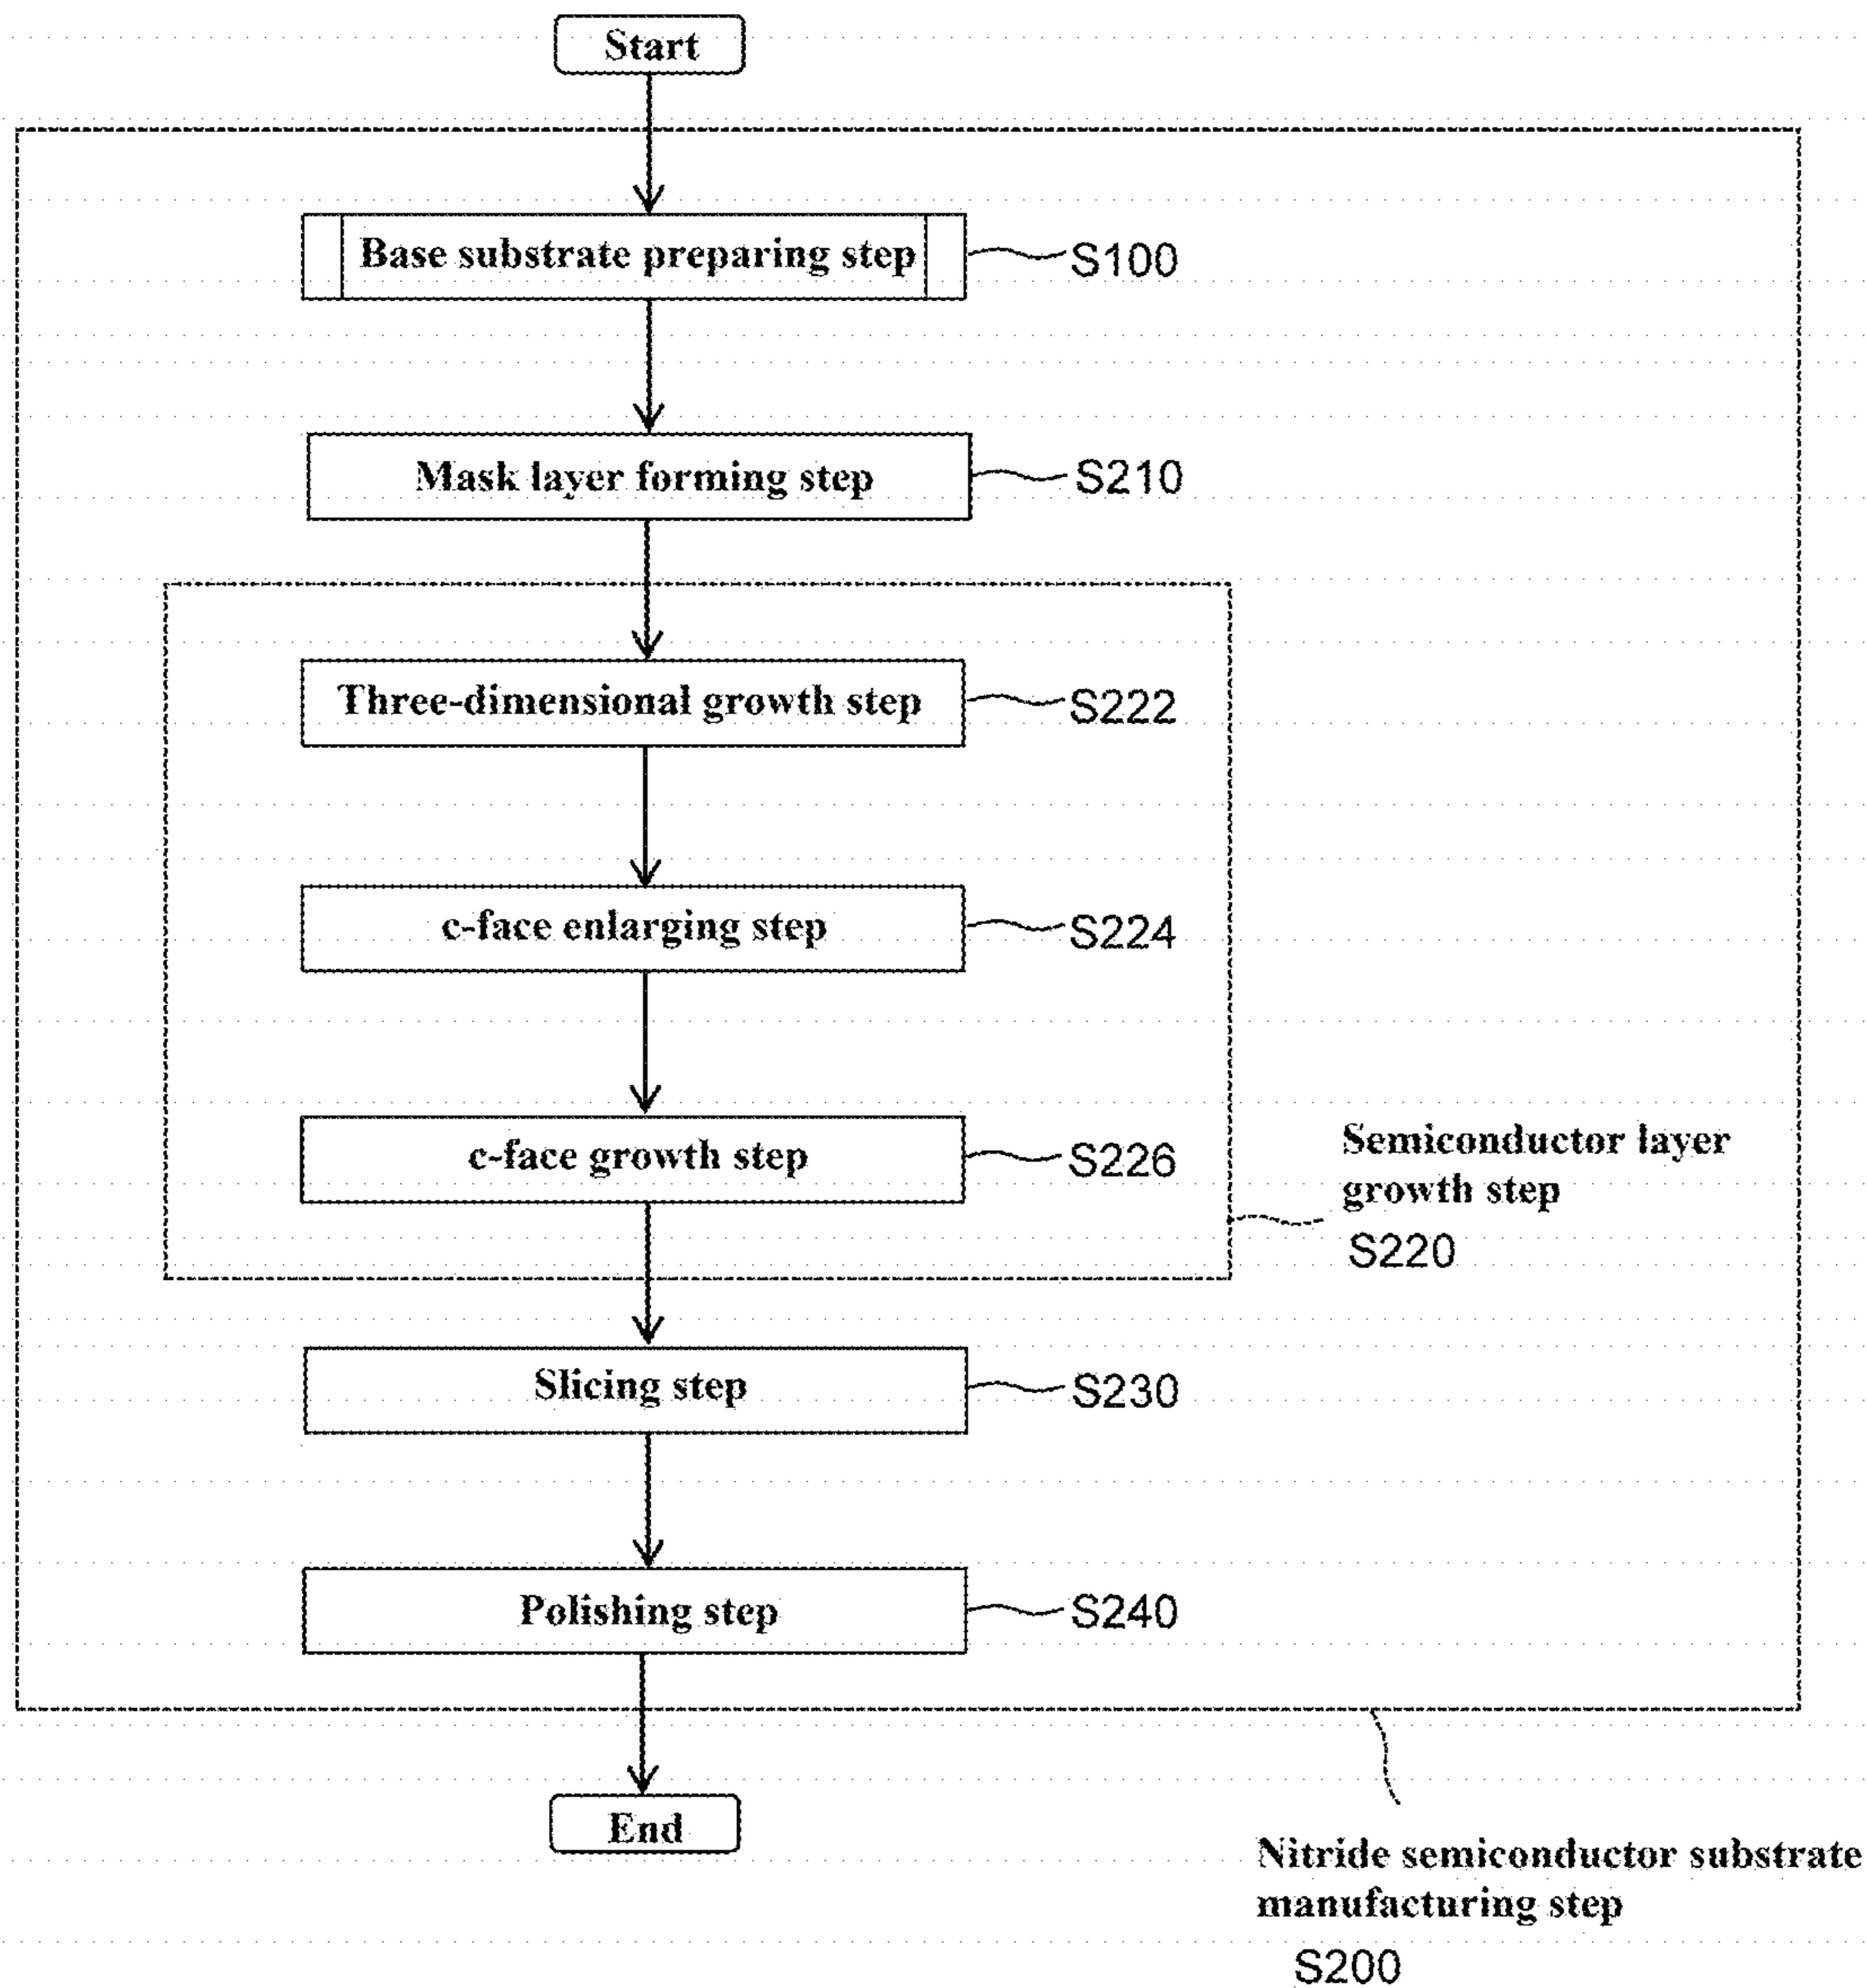 Start
Base substrate preparing step
S100
Mask layer forming step
S210
Three-dimensional growth step
S222
c-face enlarging step
S224
c-face growth step
S226
Semiconductor layer
growth step
S220
Slicing step
S230
Polishing step
S240
End
Nitride semiconductor substrate
manufacturing step
S200